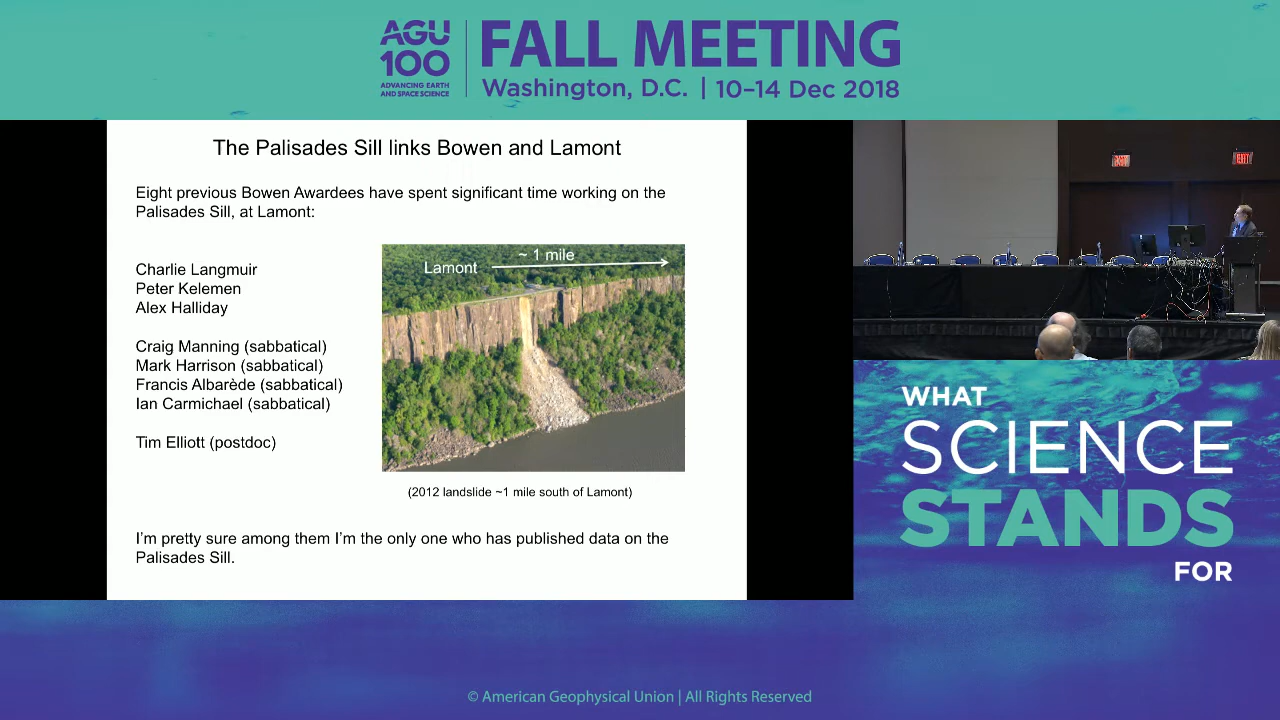 AGU
100
ADVANCING EARTH
AND SPACE SCIENCE
FALL MEETING
Washington, D.C. | 10–14 Dec 2018
The Palisades Sill links Bowen and Lamont
Eight previous Bowen Awardees have spent significant time working on the
Palisades Sill, at Lamont:
Charlie Langmuir
Peter Kelemen
Alex Halliday
Craig Manning (sabbatical)
Mark Harrison (sabbatical)
Francis Albarède (sabbatical)
Ian Carmichael (sabbatical)
Tim Elliott (postdoc)
~ 1 mile
Lamont
(2012 landslide ~1 mile south of Lamont)
I’m pretty sure among them I’m the only one who has published data on the
Palisades Sill.
EXIT
WHAT
SCIENCE
STANDS
FOR
© American Geophysical Union | All Rights Reserved